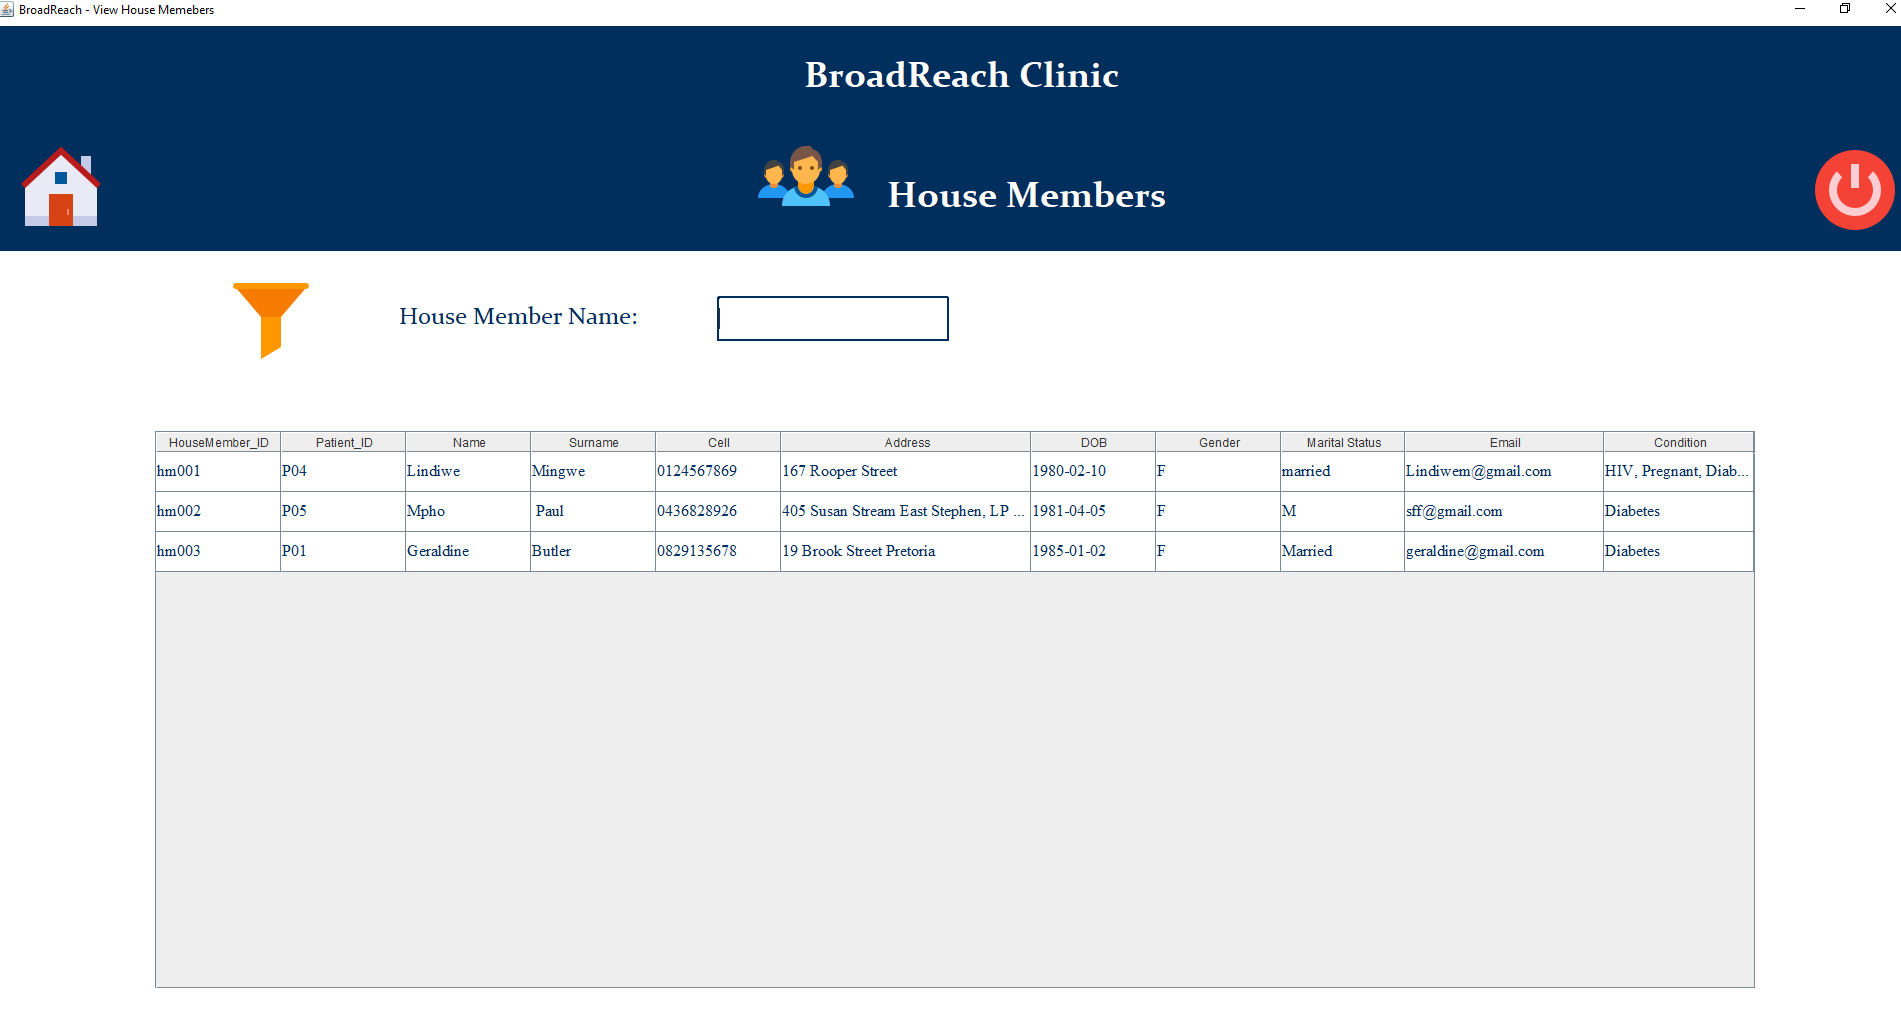 BroadReach - View House Memebers
BroadReach Clinic
House Members
House Member Name:
HouseMember_ID Patient_ID Name Surname Cell Address DOB Gender Marital Status Email Condition
hm001 P04 Lindiwe Mingwe 0124567869 167 Rooper Street 1980-02-10 F married Lindiwem@gmail.com HIV, Pregnant, Diab...
hm002 P05 Mpho Paul 0436828926 405 Susan Stream East Stephen, LP ... 1981-04-05 F M sff@gmail.com Diabetes
hm003 P01 Geraldine Butler 0829135678 19 Brook Street Pretoria 1985-01-02 F Married geraldine@gmail.com Diabetes